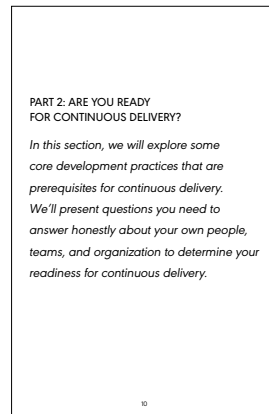 PART 2: ARE YOU READY
FOR CONTINUOUS DELIVERY?
In this section, we will explore some
core development practices that are
prerequisites for continuous delivery.
We'll present questions you need to
answer honestly about your own people,
teams, and organization to determine your
readiness for continuous delivery.
10